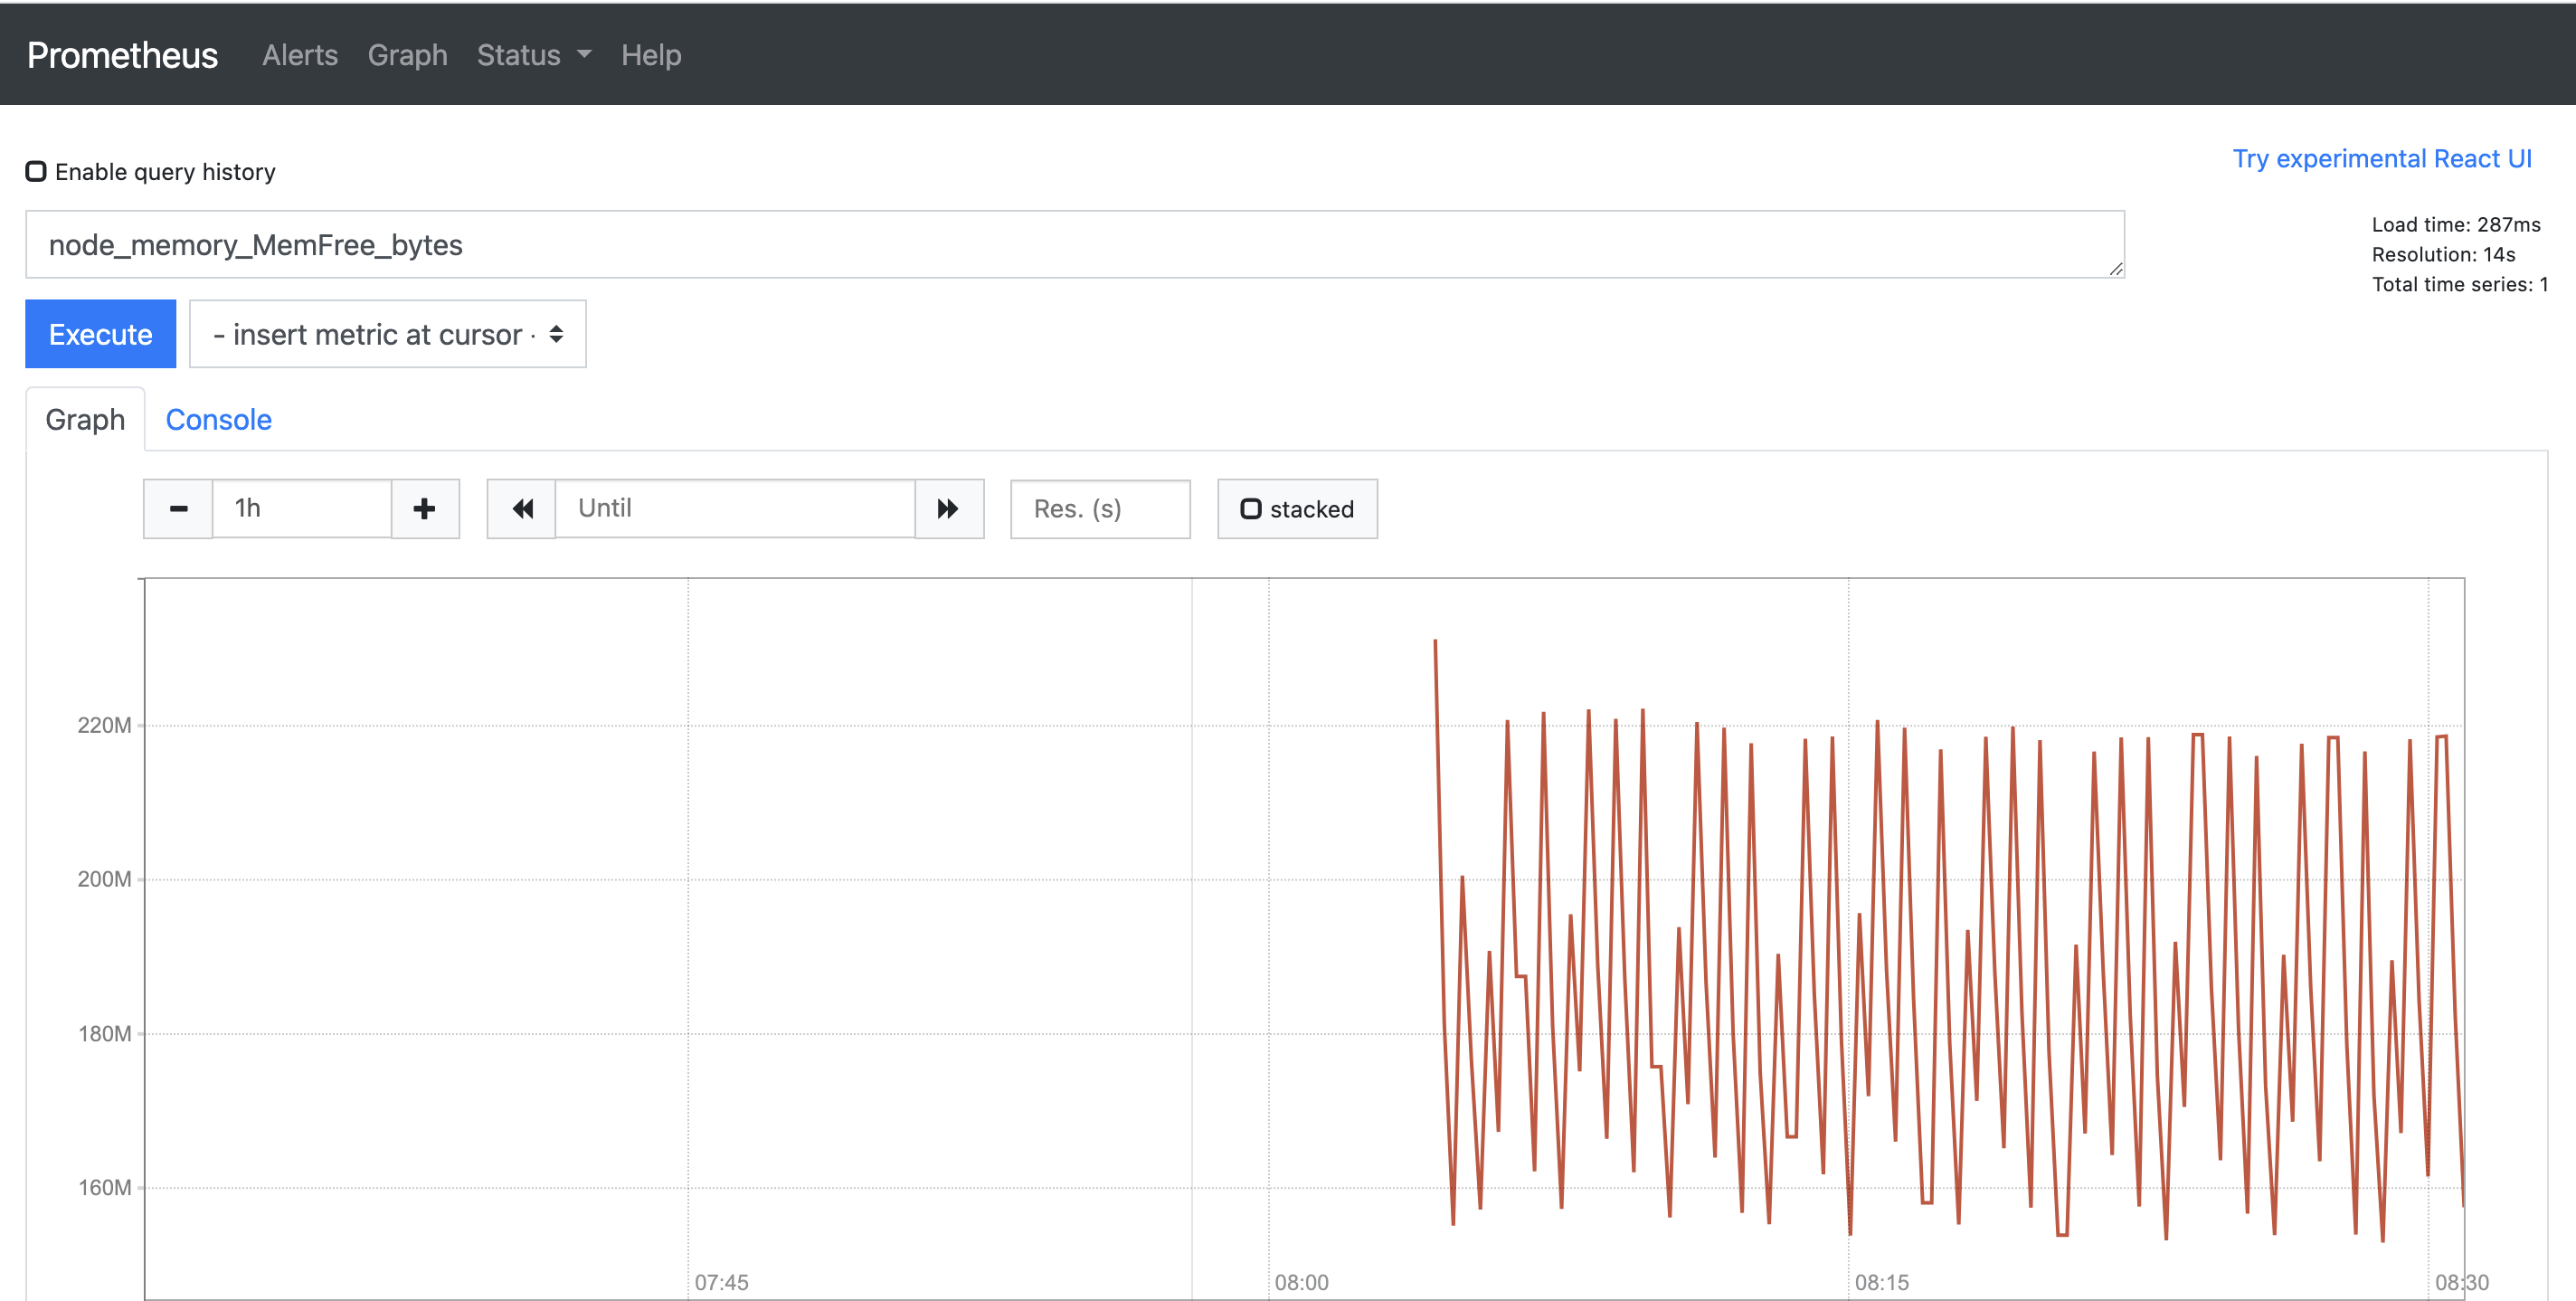 Prometheus Alerts Graph Status Help
Enable query history
Try experimental React UI
node_memory_MemFree_bytes
Load time: 287ms
Resolution: 14s
Total time series: 1
Execute - insert metric at cursor -
Graph Console
1h Until Res. (s) stacked
220M
200M
180M
160M
07:45 08:00 08:15 08:30